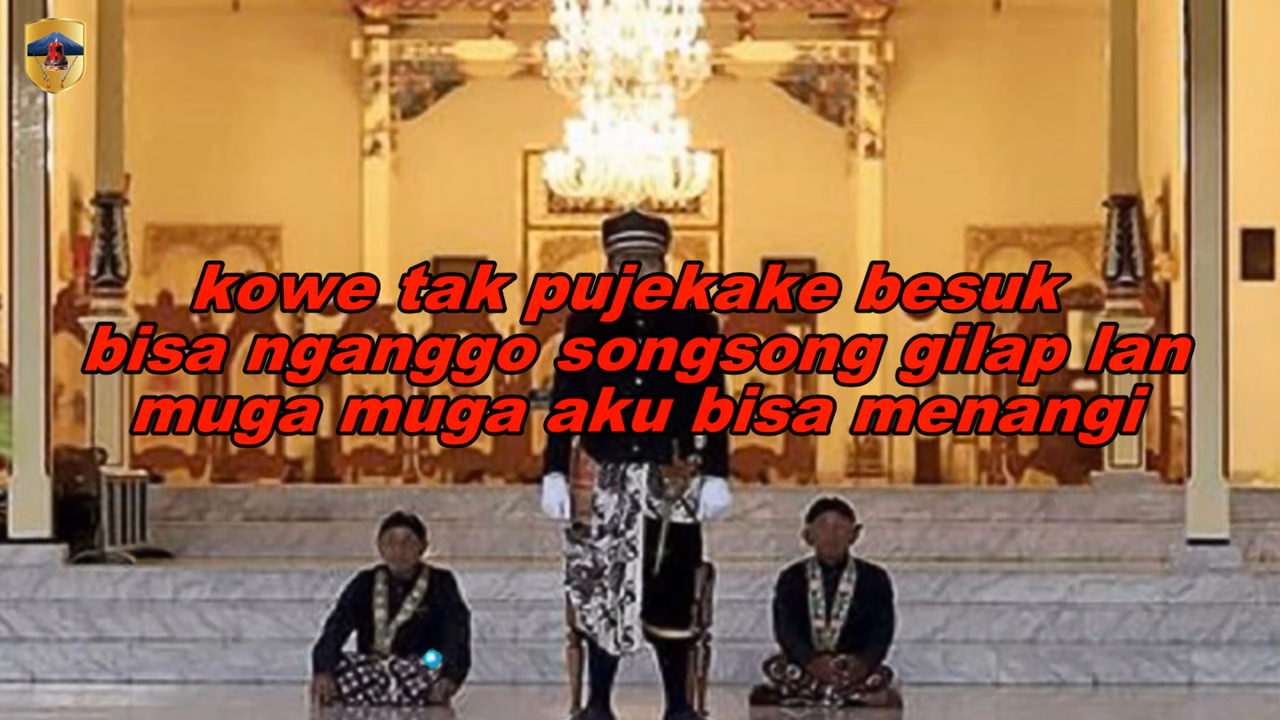 kowe tak pujekake besuk
bisa nganggo songsong gilap lan
muga muga aku bisa menangi